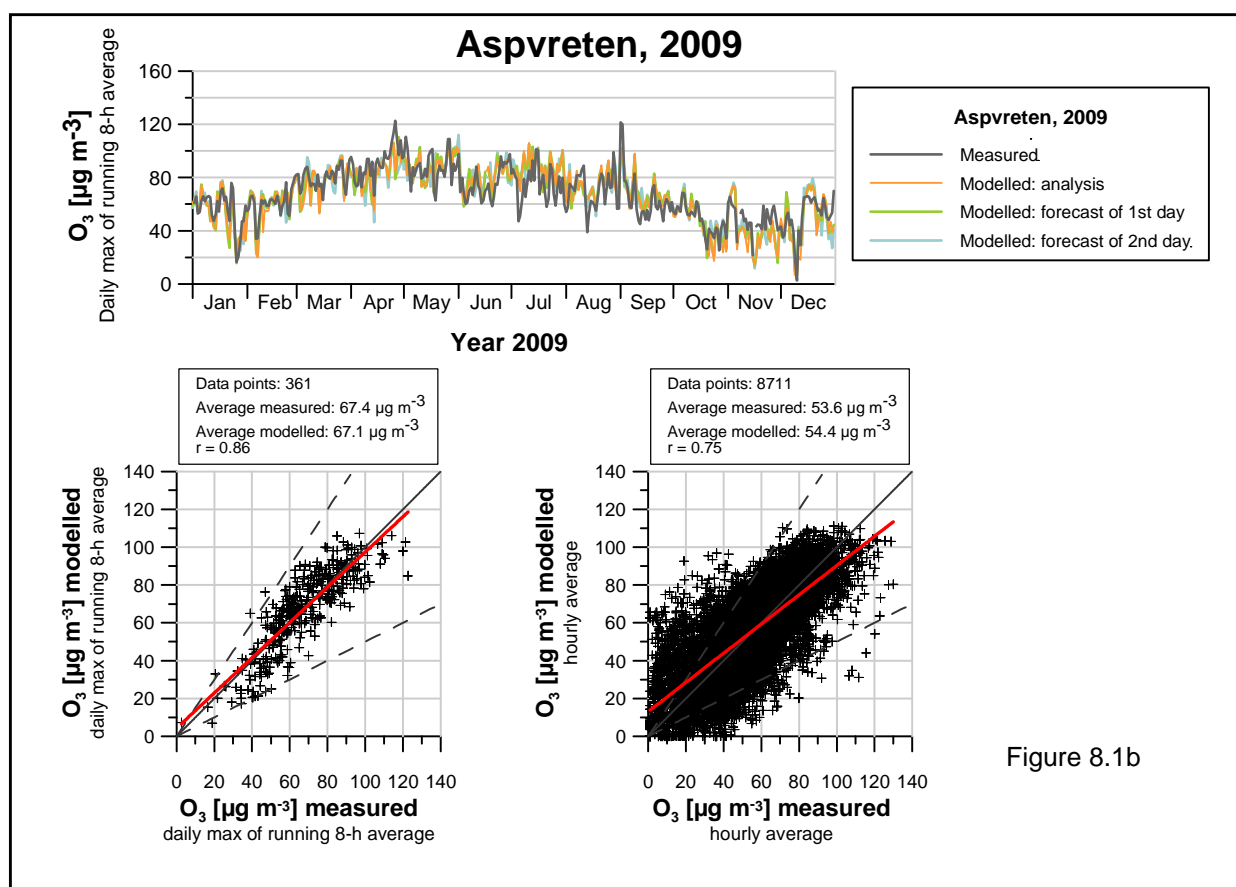 Aspvreten, 2009
O3 [µg m-3]
Daily max of running 8-h average
160
120
80
40
0
Jan Feb Mar Apr May Jun Jul Aug Sep Oct Nov Dec
Year 2009
Aspvreten, 2009
Measured.
Modelled: analysis
Modelled: forecast of 1st day
Modelled: forecast of 2nd day.
Data points: 361
Average measured: 67.4 µg m-3
Average modelled: 67.1 µg m-3
r = 0.86
O3 [µg m-3] modelled
daily max of running 8-h average
140
120
100
80
60
40
20
0
0 20 40 60 80 100 120 140
O3 [µg m-3] measured
daily max of running 8-h average
Data points: 8711
Average measured: 53.6 µg m-3
Average modelled: 54.4 µg m-3
r = 0.75
O3 [µg m-3] modelled
hourly average
140
120
100
80
60
40
20
0
0 20 40 60 80 100 120 140
O3 [µg m-3] measured
hourly average
Figure 8.1b